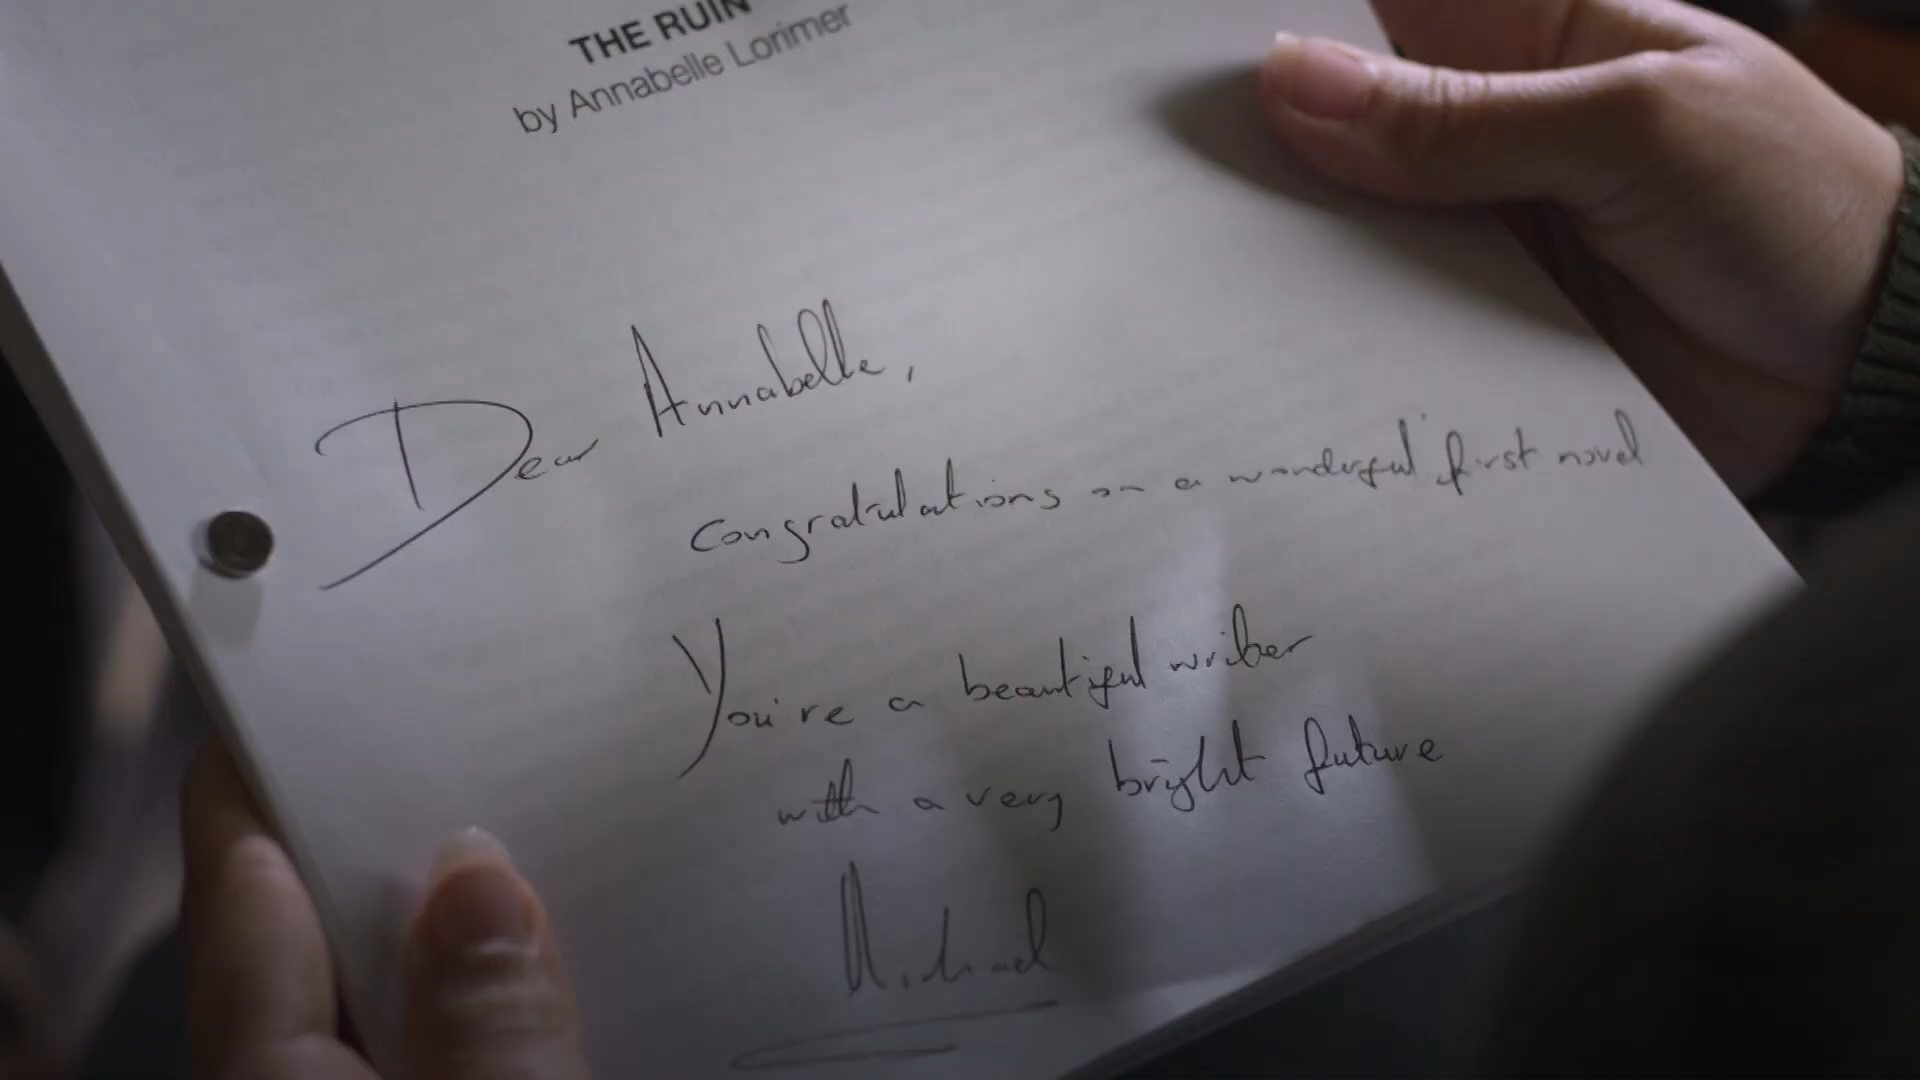 THE RUIN
by Annabelle Lorimer
Dear Annabelle,
Congratulations on a wonderful first novel
You're a beautiful writer
with a very bright future
Michael